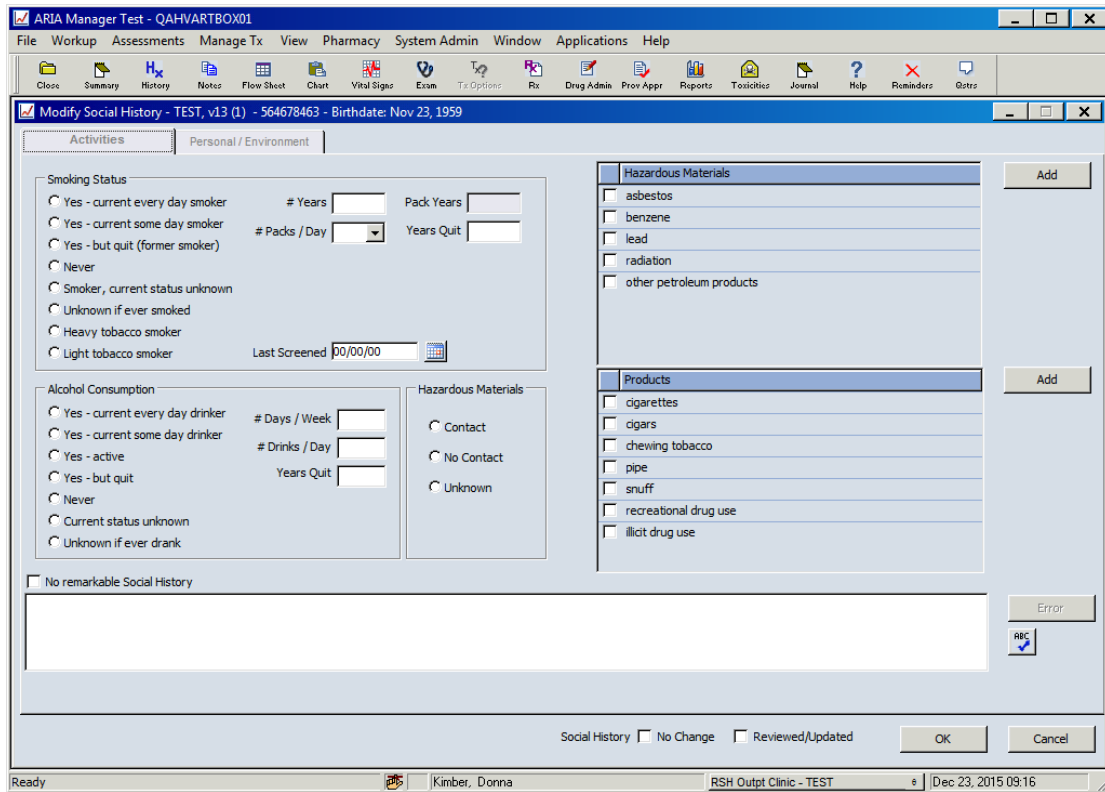 ARIA Manager Test - QAHVARTBOX01
File Workup Assessments Manage Tx View Pharmacy System Admin Window Applications Help
Close Summary History Notes Flow Sheet Chart Vital Signs Exam Tx Options Rx Drug Admin Prov Appr Reports Toxicities Journal Help Reminders Qstrs
Modify Social History - TEST, v13 (1) - 564678463 - Birthdate: Nov 23, 1959
Activities Personal / Environment
Smoking Status
Yes - current every day smoker # Years Pack Years
Yes - current some day smoker # Packs / Day Years Quit
Yes - but quit (former smoker)
Never
Smoker, current status unknown
Unknown if ever smoked
Heavy tobacco smoker
Light tobacco smoker Last Screened 00/00/00
Hazardous Materials Add
asbestos
benzene
lead
radiation
other petroleum products
Alcohol Consumption
Yes - current every day drinker # Days / Week
Yes - current some day drinker # Drinks / Day
Yes - active Years Quit
Yes - but quit
Never
Current status unknown
Unknown if ever drank
Hazardous Materials
Contact
No Contact
Unknown
Products Add
cigarettes
cigars
chewing tobacco
pipe
snuff
recreational drug use
illicit drug use
No remarkable Social History
Error
ABC
Social History No Change Reviewed/Updated OK Cancel
Ready Kimber, Donna RSH Outpt Clinic - TEST Dec 23, 2015 09:16